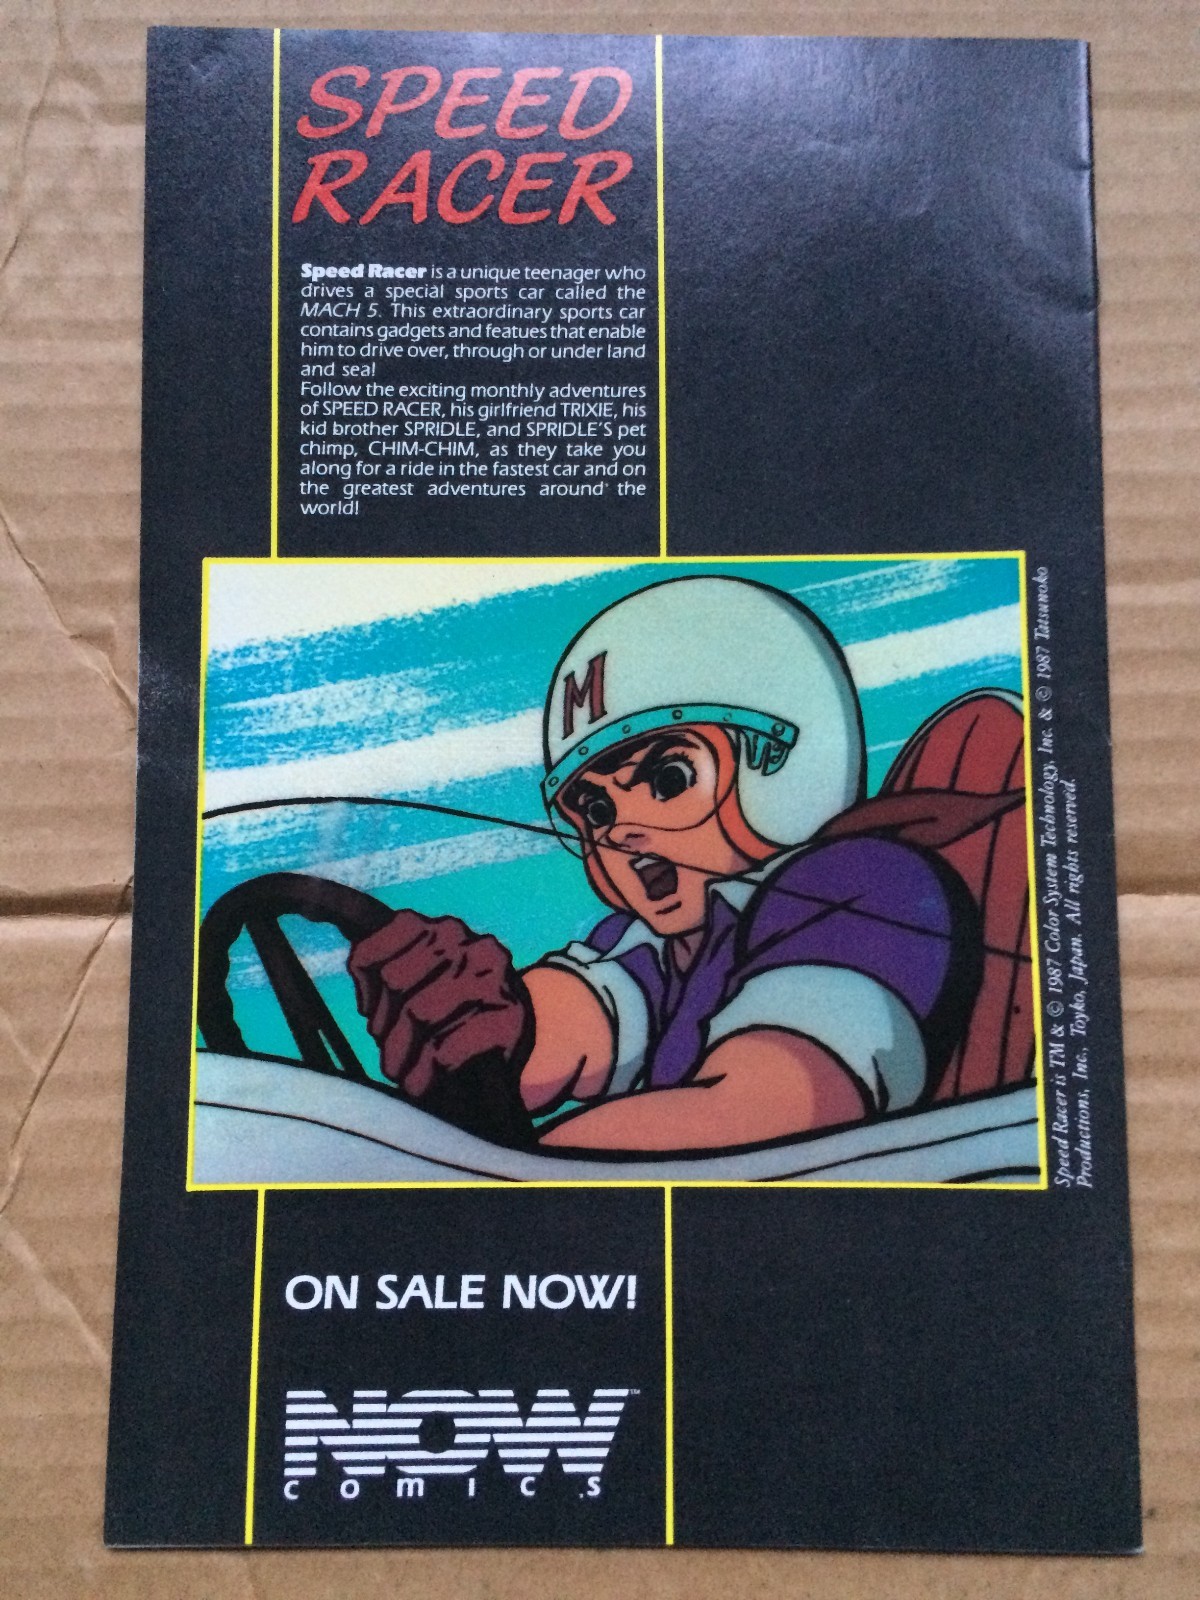 SPEED
RACER
Speed Racer is a unique teenager who
drives a special sports car called the
MACH 5. This extraordinary sports car
contains gadgets and featues that enable
him to drive over, through or under land
and sea!
Follow the exciting monthly adventures
of SPEED RACER, his girlfriend TRIXIE, his
kid brother SPRIDLE, and SPRIDLE'S pet
chimp, CHIM-CHIM, as they take you
along for a ride in the fastest car and on
the greatest adventures around the
world!
M
Speed Racer is TM & © 1987 Color System Technology, Inc. & © 1987 Tatsunoko
Productions, Inc., Toyko, Japan. All rights reserved.
ON SALE NOW!
NOW™
COMICS